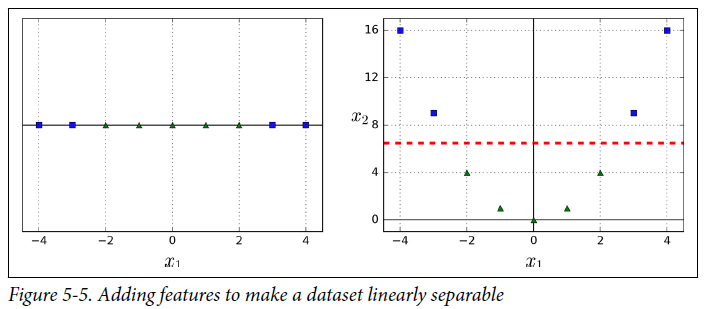 16
12
x₂ 8
4
0
−4 −2 0 2 4
x₁
−4 −2 0 2 4
x₁
Figure 5-5. Adding features to make a dataset linearly separable